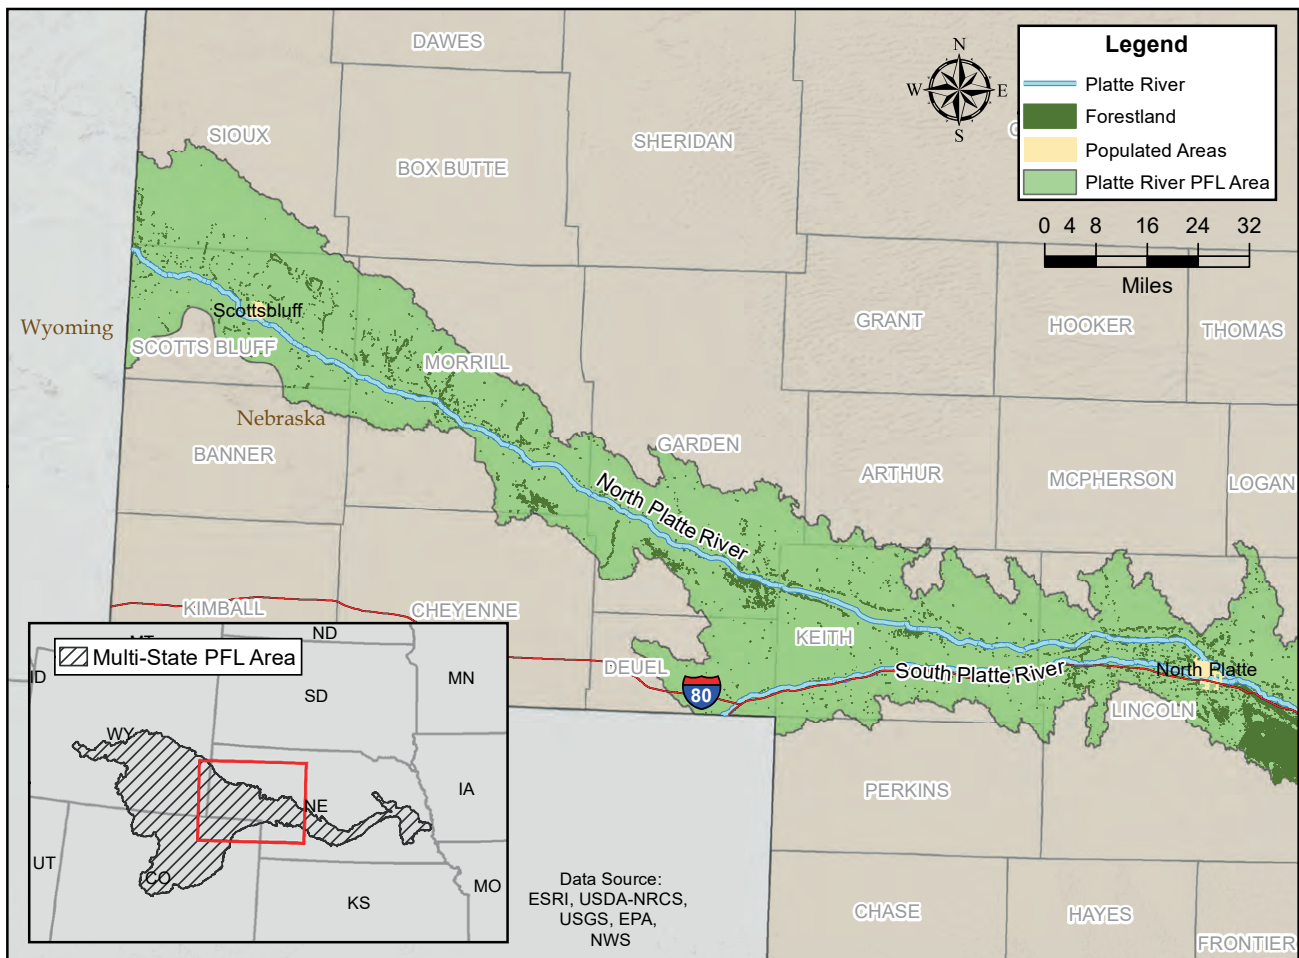 DAWES
SIOUX
BOX BUTTE
SHERIDAN
N
W
E
S
Legend
Platte River
Forestland
Populated Areas
Platte River PFL Area
0 4 8 16 24 32
Miles
Wyoming
Scottsbluff
SCOTTS BLUFF
MORRILL
Nebraska
BANNER
GARDEN
GRANT
HOOKER
THOMAS
ARTHUR
MCPHERSON
LOGAN
North Platte River
KIMBALL
CHEYENNE
DEUEL
80
KEITH
South Platte River
North Platte
LINCOLN
PERKINS
CHASE
HAYES
FRONTIER
Multi-State PFL Area
MT
ND
ID
SD
MN
WY
NE
IA
UT
CO
KS
MO
Data Source:
ESRI, USDA-NRCS,
USGS, EPA,
NWS